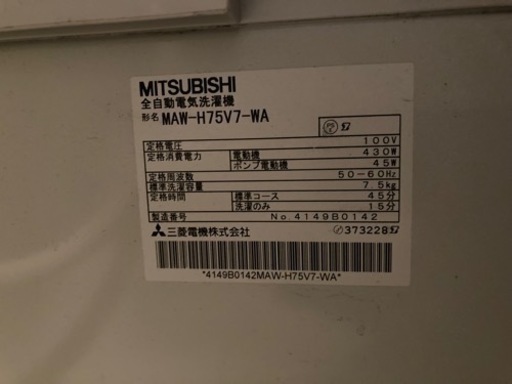 MITSUBISHI
全自動電気洗濯機
形名 MAW-H75V7-WA
定格電圧 100V
定格消費電力 電動機 430W
ポンプ電動機 45W
定格周波数 50-60Hz
標準洗濯容量 7.5kg
定格時間 標準コース 45分
洗濯のみ 15分
製造番号 No.4149B0142
三菱電機株式会社
*4149B0142MAW-H75V7-WA*